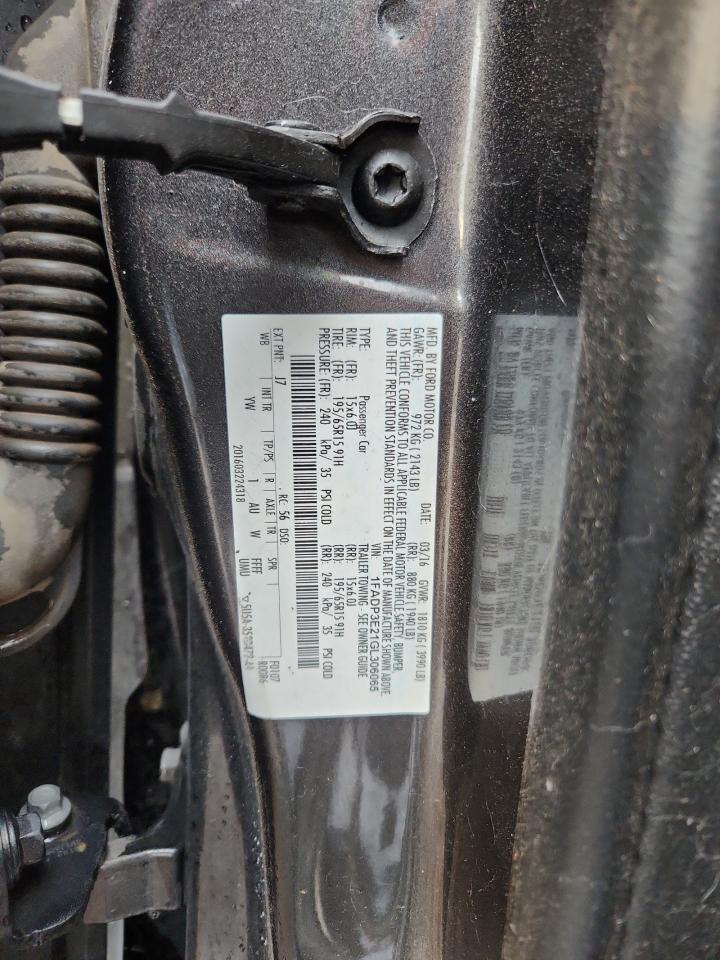 MFD. BY FORD MOTOR CO.
DATE: 03/16 GVWR: 1810 KG ( 3990 LB)
GAWR: (FR): 972 KG ( 2143 LB) (RR): 880 KG ( 1940 LB)
THIS VEHICLE CONFORMS TO ALL APPLICABLE FEDERAL MOTOR VEHICLE SAFETY, BUMPER,
AND THEFT PREVENTION STANDARDS IN EFFECT ON THE DATE OF MANUFACTURE SHOWN ABOVE.
VIN: 1FADP3E21GL306065
TYPE: Passenger Car TRAILER TOWING - SEE OWNER GUIDE
RIM: (FR): 15x6.0J (RR): 15x6.0J
TIRE: (FR): 195/65R15 91H (RR): 195/65R15 91H
PRESSURE: (FR): 240 kPa/ 35 PSI COLD (RR): 240 kPa/ 35 PSI COLD
EXT PNT: J7 RC: 56 DSO: F0107
WB INT TR TP/PS R AXLE TR SPR R0086
YW 1 AU W FFFF
UMU
201603224318